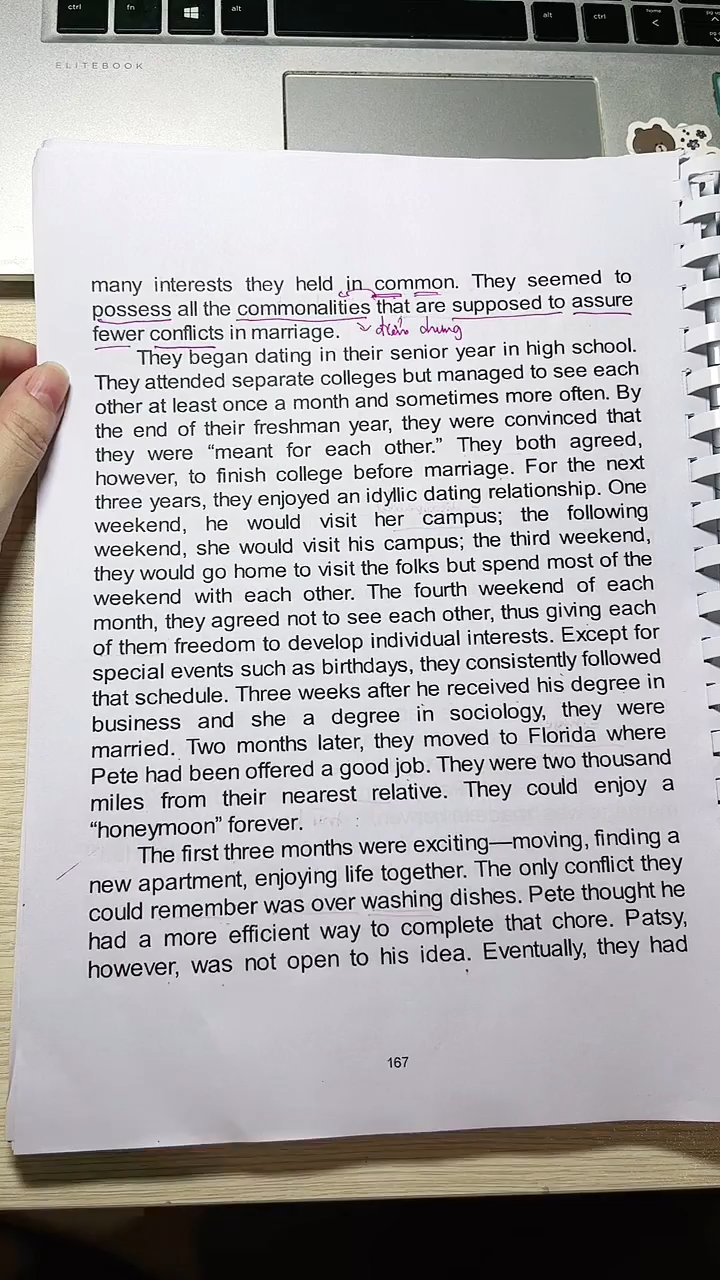 ctrl fn alt alt ctrl home
ELITEBOOK
many interests they held in common. They seemed to
possess all the commonalities that are supposed to assure
fewer conflicts in marriage. điểm chung
They began dating in their senior year in high school.
They attended separate colleges but managed to see each
other at least once a month and sometimes more often. By
the end of their freshman year, they were convinced that
they were “meant for each other.” They both agreed,
however, to finish college before marriage. For the next
three years, they enjoyed an idyllic dating relationship. One
weekend, he would visit her campus; the following
weekend, she would visit his campus; the third weekend,
they would go home to visit the folks but spend most of the
weekend with each other. The fourth weekend of each
month, they agreed not to see each other, thus giving each
of them freedom to develop individual interests. Except for
special events such as birthdays, they consistently followed
that schedule. Three weeks after he received his degree in
business and she a degree in sociology, they were
married. Two months later, they moved to Florida where
Pete had been offered a good job. They were two thousand
miles from their nearest relative. They could enjoy a
“honeymoon” forever.
The first three months were exciting—moving, finding a
new apartment, enjoying life together. The only conflict they
could remember was over washing dishes. Pete thought he
had a more efficient way to complete that chore. Patsy,
however, was not open to his idea. Eventually, they had
167